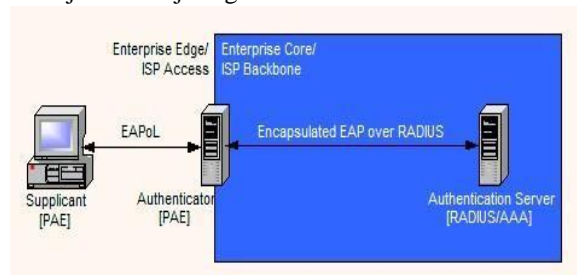 Enterprise Edge/
ISP Access
Enterprise Core/
ISP Backbone
EAPoL
Encapsulated EAP over RADIUS
Supplicant
[PAE]
Authenticator
[PAE]
Authentication Server
[RADIUS/AAA]